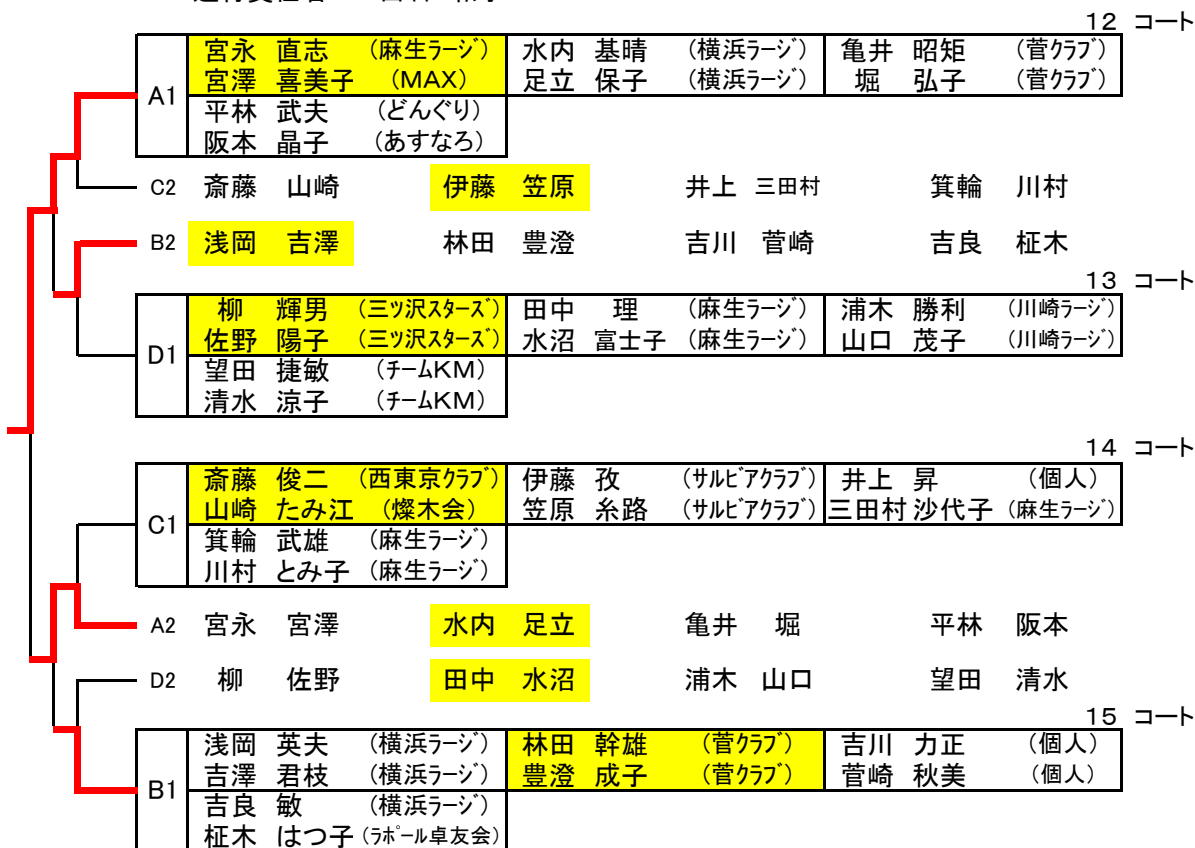 12 コート
A1
宮永 直志 (麻生ラージ) 水内 基晴 (横浜ラージ) 亀井 昭矩 (菅クラブ)
宮澤 喜美子 (MAX) 足立 保子 (横浜ラージ) 堀 弘子 (菅クラブ)
平林 武夫 (どんぐり)
阪本 晶子 (あすなろ)
C2 斎藤 山崎 伊藤 笠原 井上 三田村 箕輪 川村
B2 浅岡 吉澤 林田 豊澄 吉川 菅崎 吉良 柾木
13 コート
D1
柳 輝男 (三ツ沢スターズ) 田中 理 (麻生ラージ) 浦木 勝利 (川崎ラージ)
佐野 陽子 (三ツ沢スターズ) 水沼 富士子 (麻生ラージ) 山口 茂子 (川崎ラージ)
望田 捷敏 (チームKM)
清水 涼子 (チームKM)
14 コート
C1
斎藤 俊二 (西東京クラブ) 伊藤 孜 (サルビアクラブ) 井上 昇 (個人)
山崎 たみ江 (燦木会) 笠原 糸路 (サルビアクラブ) 三田村 沙代子 (麻生ラージ)
箕輪 武雄 (麻生ラージ)
川村 とみ子 (麻生ラージ)
A2 宮永 宮澤 水内 足立 亀井 堀 平林 阪本
D2 柳 佐野 田中 水沼 浦木 山口 望田 清水
15 コート
B1
浅岡 英夫 (横浜ラージ) 林田 幹雄 (菅クラブ) 吉川 力正 (個人)
吉澤 君枝 (横浜ラージ) 豊澄 成子 (菅クラブ) 菅崎 秋美 (個人)
吉良 敏 (横浜ラージ)
柾木 はつ子 (ラポール卓友会)